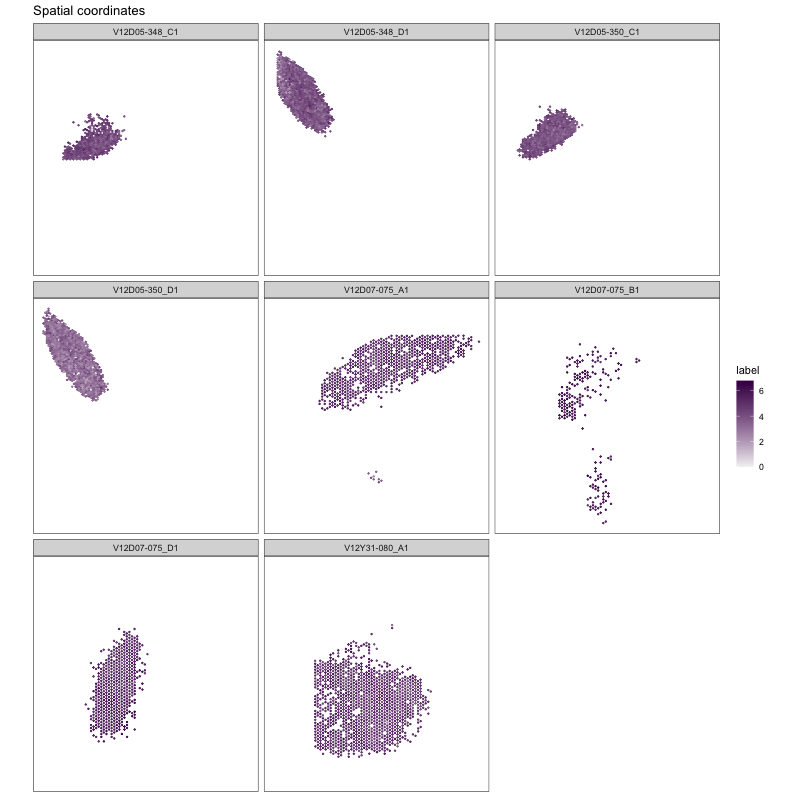 Spatial coordinates
V12D05-348_C1
V12D05-348_D1
V12D05-350_C1
V12D05-350_D1
V12D07-075_A1
V12D07-075_B1
label
6
4
2
0
V12D07-075_D1
V12Y31-080_A1